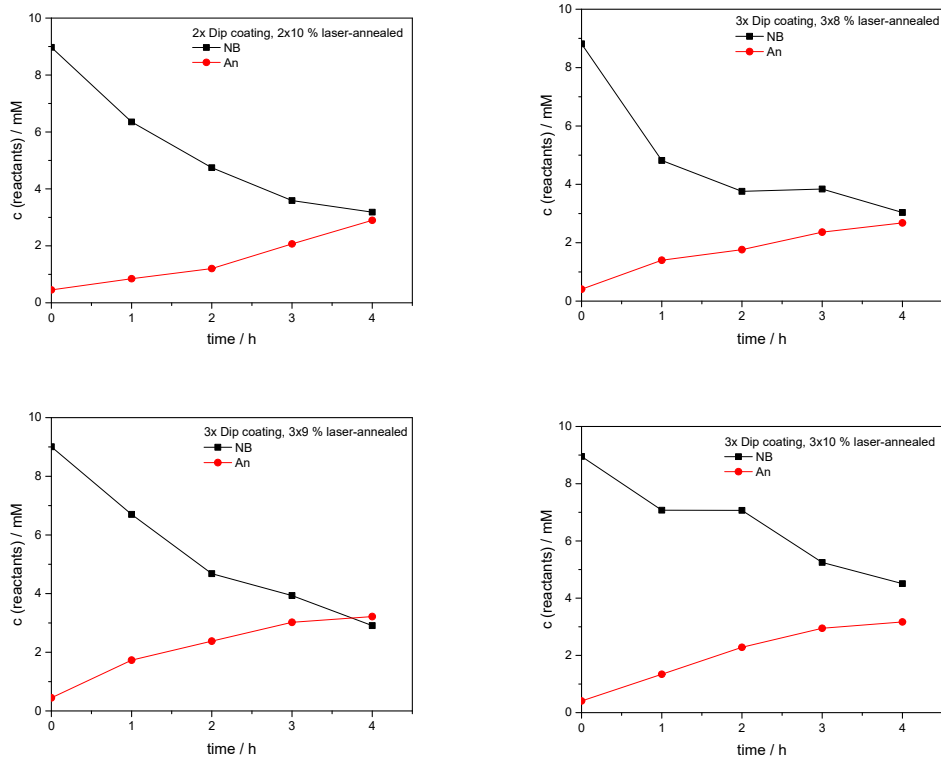 10
8
6
4
2
0
c (reactants) / mM
2x Dip coating, 2x10 % laser-annealed
NB
An
0 1 2 3 4
time / h
10
8
6
4
2
0
c (reactants) / mM
3x Dip coating, 3x8 % laser-annealed
NB
An
0 1 2 3 4
time / h
10
8
6
4
2
0
c (reactants) / mM
3x Dip coating, 3x9 % laser-annealed
NB
An
0 1 2 3 4
time / h
10
8
6
4
2
0
c (reactants) / mM
3x Dip coating, 3x10 % laser-annealed
NB
An
0 1 2 3 4
time / h